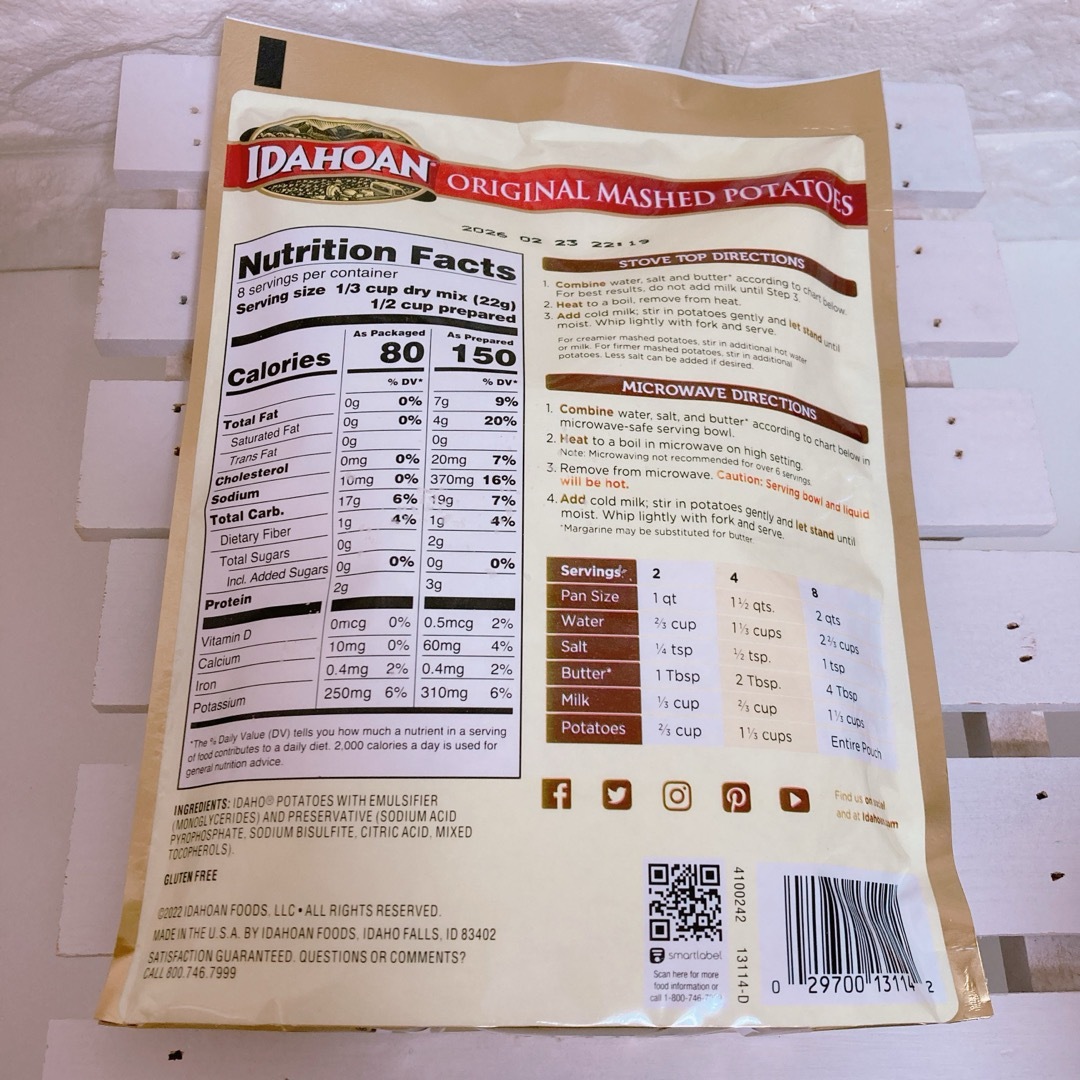 IDAHOAN®
ORIGINAL MASHED POTATOES
2026 02 23 22:19
Nutrition Facts
8 servings per container
Serving size 1/3 cup dry mix (22g)
1/2 cup prepared
As Packaged As Prepared
Calories 80 150
% DV* % DV*
Total Fat 0g 0% 7g 9%
Saturated Fat 0g 0% 4g 20%
Trans Fat 0g 0g
Cholesterol 0mg 0% 20mg 7%
Sodium 10mg 0% 370mg 16%
Total Carb. 17g 6% 19g 7%
Dietary Fiber 1g 4% 1g 4%
Total Sugars 0g 2g
Incl. Added Sugars 0g 0% 0g 0%
Protein 2g 3g
Vitamin D 0mcg 0% 0.5mcg 2%
Calcium 10mg 0% 60mg 4%
Iron 0.4mg 2% 0.4mg 2%
Potassium 250mg 6% 310mg 6%
*The % Daily Value (DV) tells you how much a nutrient in a serving
of food contributes to a daily diet. 2,000 calories a day is used for
general nutrition advice.
INGREDIENTS: IDAHO® POTATOES WITH EMULSIFIER
(MONOGLYCERIDES) AND PRESERVATIVE (SODIUM ACID
PYROPHOSPHATE, SODIUM BISULFITE, CITRIC ACID, MIXED
TOCOPHEROLS).
GLUTEN FREE
©2022 IDAHOAN FOODS, LLC • ALL RIGHTS RESERVED.
MADE IN THE U.S.A. BY IDAHOAN FOODS, IDAHO FALLS, ID 83402
SATISFACTION GUARANTEED. QUESTIONS OR COMMENTS?
CALL 800.746.7999
STOVE TOP DIRECTIONS
1. Combine water, salt and butter* according to chart below.
For best results, do not add milk until Step 3.
2. Heat to a boil, remove from heat.
3. Add cold milk; stir in potatoes gently and let stand until
moist. Whip lightly with fork and serve.
For creamier mashed potatoes, stir in additional hot water
or milk. For firmer mashed potatoes, stir in additional
potatoes. Less salt can be added if desired.
MICROWAVE DIRECTIONS
1. Combine water, salt, and butter* according to chart below in
microwave-safe serving bowl.
2. Heat to a boil in microwave on high setting.
Note: Microwaving not recommended for over 6 servings.
3. Remove from microwave. Caution: Serving bowl and liquid
will be hot.
4. Add cold milk; stir in potatoes gently and let stand until
moist. Whip lightly with fork and serve.
*Margarine may be substituted for butter
Servings 2 4 8
Pan Size 1 qt 1½ qts. 2 qts
Water ⅔ cup 1⅓ cups 2⅔ cups
Salt ¼ tsp ½ tsp. 1 tsp
Butter* 1 Tbsp 2 Tbsp. 4 Tbsp
Milk ⅓ cup ⅔ cup 1⅓ cups
Potatoes ⅔ cup 1⅓ cups Entire Pouch
Find us on social
and at
smartlabel
Scan here for more
food information or
call 1-800-746-
4100242 13114-D
0 29700 13114 2